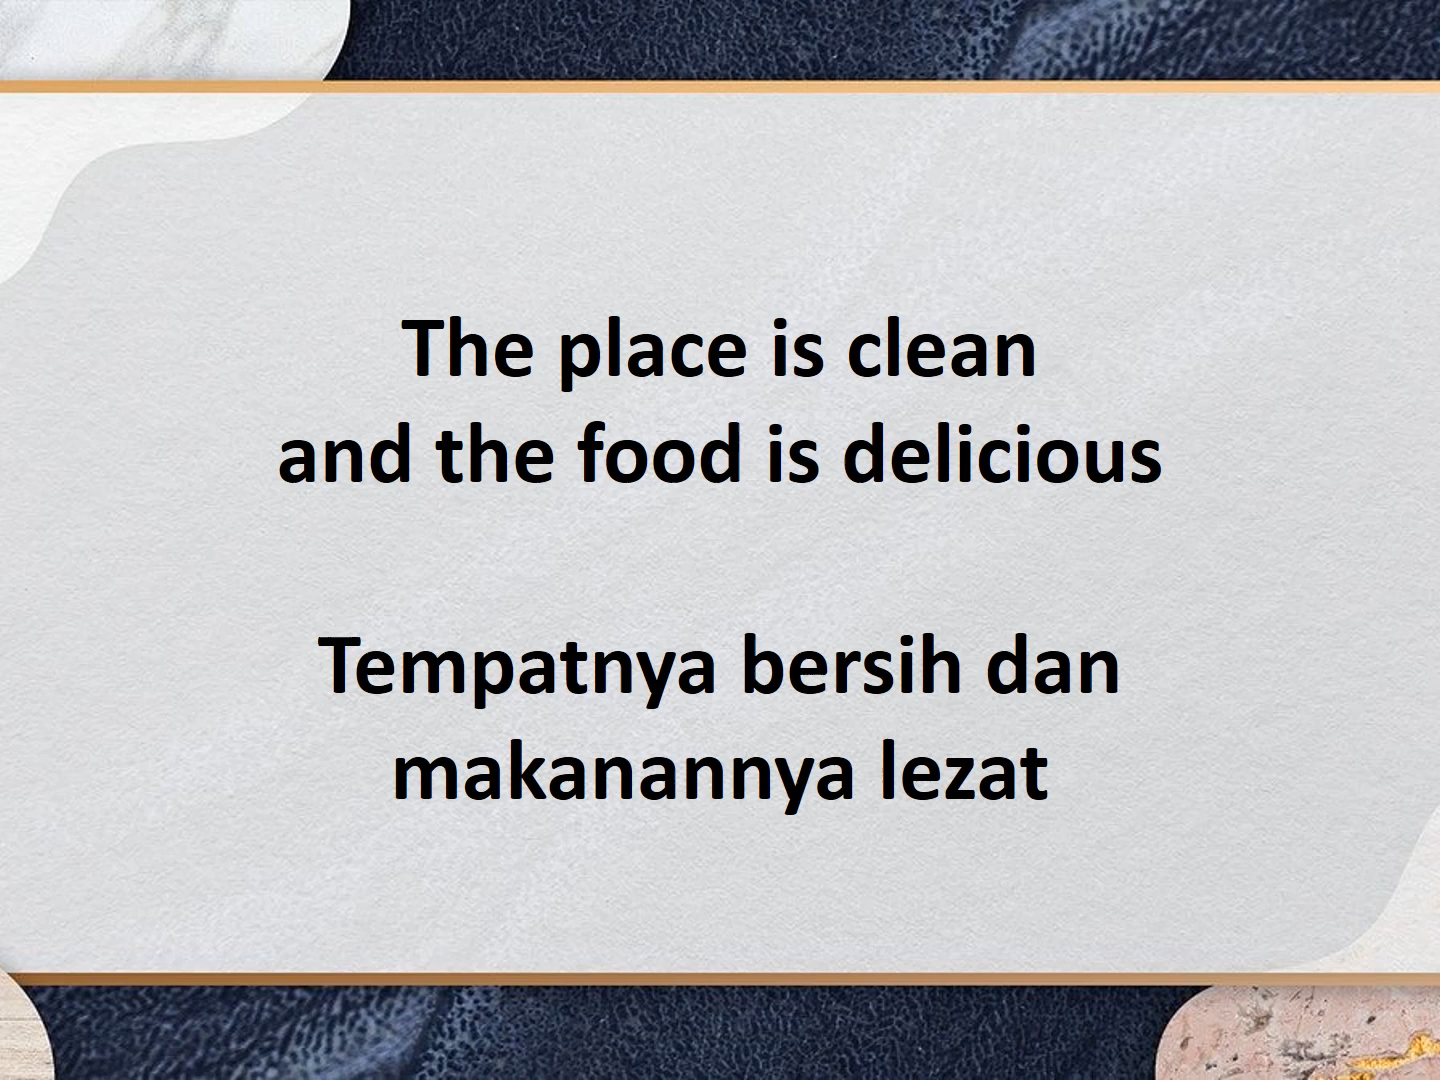 The place is clean
and the food is delicious
Tempatnya bersih dan
makanannya lezat